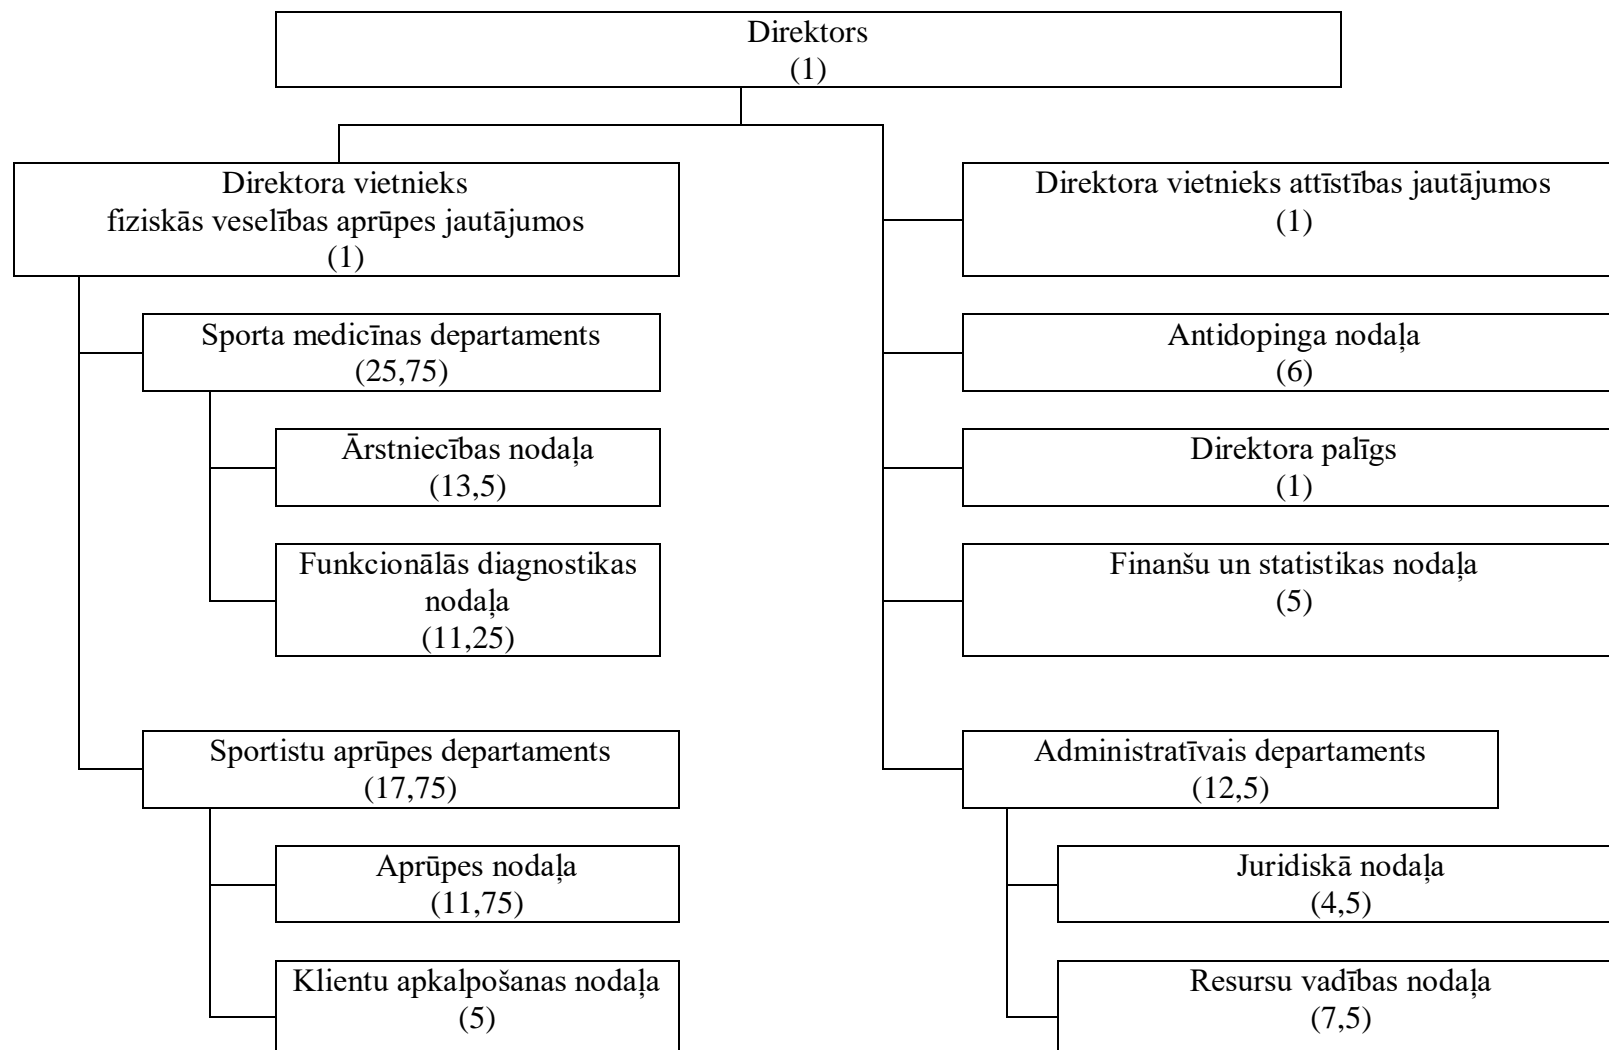 Direktors
(1)
Direktora vietnieks
fiziskās veselības aprūpes jautājumos
(1)
Sporta medicīnas departaments
(25,75)
Ārstniecības nodaļa
(13,5)
Funkcionālās diagnostikas
nodaļa
(11,25)
Sportistu aprūpes departaments
(17,75)
Aprūpes nodaļa
(11,75)
Klientu apkalpošanas nodaļa
(5)
Direktora vietnieks attīstības jautājumos
(1)
Antidopinga nodaļa
(6)
Direktora palīgs
(1)
Finanšu un statistikas nodaļa
(5)
Administratīvais departaments
(12,5)
Juridiskā nodaļa
(4,5)
Resursu vadības nodaļa
(7,5)